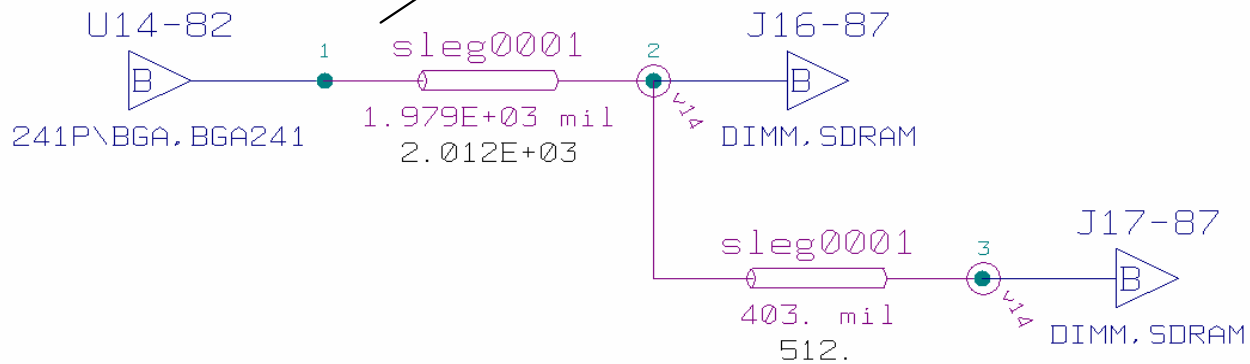 U14-82
B
241P\BGA,BGA241
1
sleg0001
1.979E+03 mil
2.012E+03
2
v14
J16-87
B
DIMM,SDRAM
sleg0001
403. mil
512.
3
v14
J17-87
B
DIMM,SDRAM